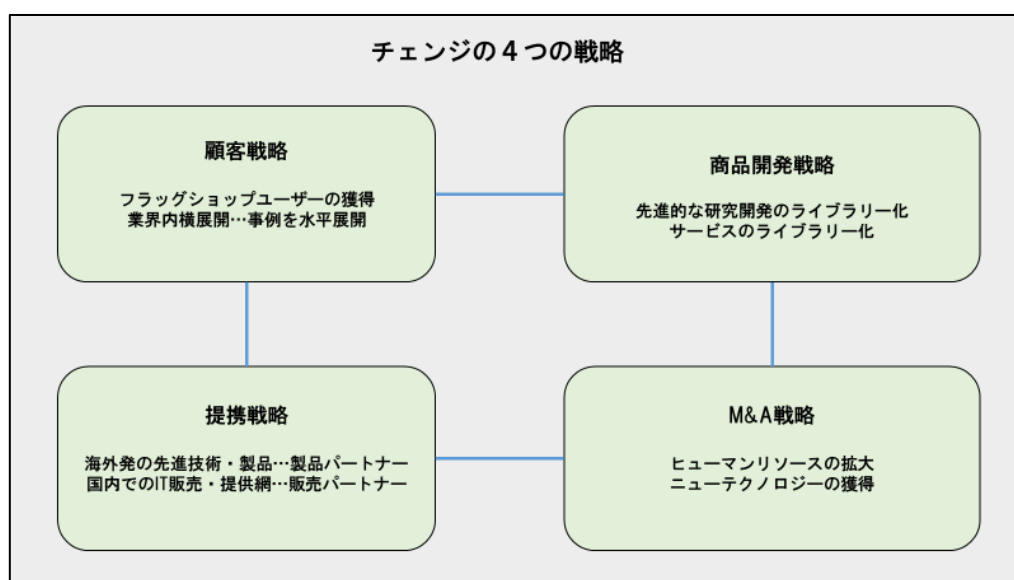 チェンジの４つの戦略
顧客戦略
フラッグショップユーザーの獲得
業界内横展開…事例を水平展開
商品開発戦略
先進的な研究開発のライブラリー化
サービスのライブラリー化
提携戦略
海外発の先進技術・製品…製品パートナー
国内でのIT販売・提供網…販売パートナー
M&A戦略
ヒューマンリソースの拡大
ニューテクノロジーの獲得